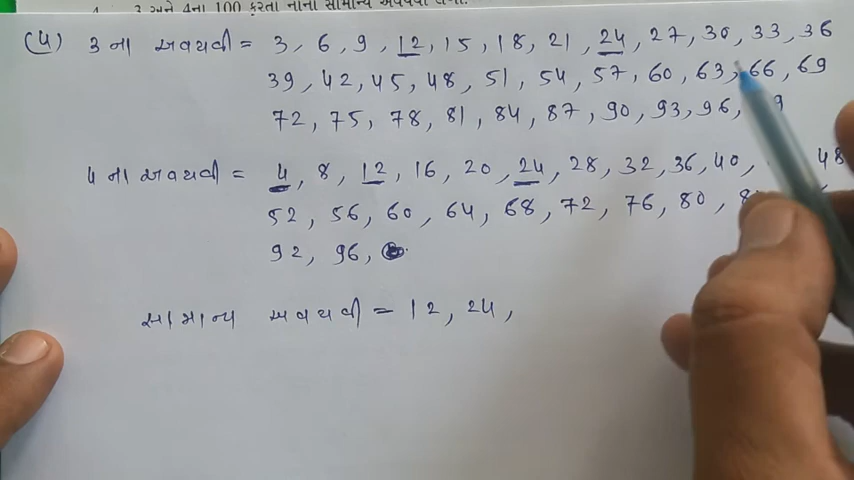 3 અને 4ના 100 કરતાં નાના સામાન્ય અવયવી
(4) 3 ના અવયવી = 3, 6, 9, 12, 15, 18, 21, 24, 27, 30, 33, 36
39, 42, 45, 48, 51, 54, 57, 60, 63, 66, 69
72, 75, 78, 81, 84, 87, 90, 93, 96,
4 ના અવયવી = 4, 8, 12, 16, 20, 24, 28, 32, 36, 40, 48
52, 56, 60, 64, 68, 72, 76, 80,
92, 96,
સામાન્ય અવયવી = 12, 24,